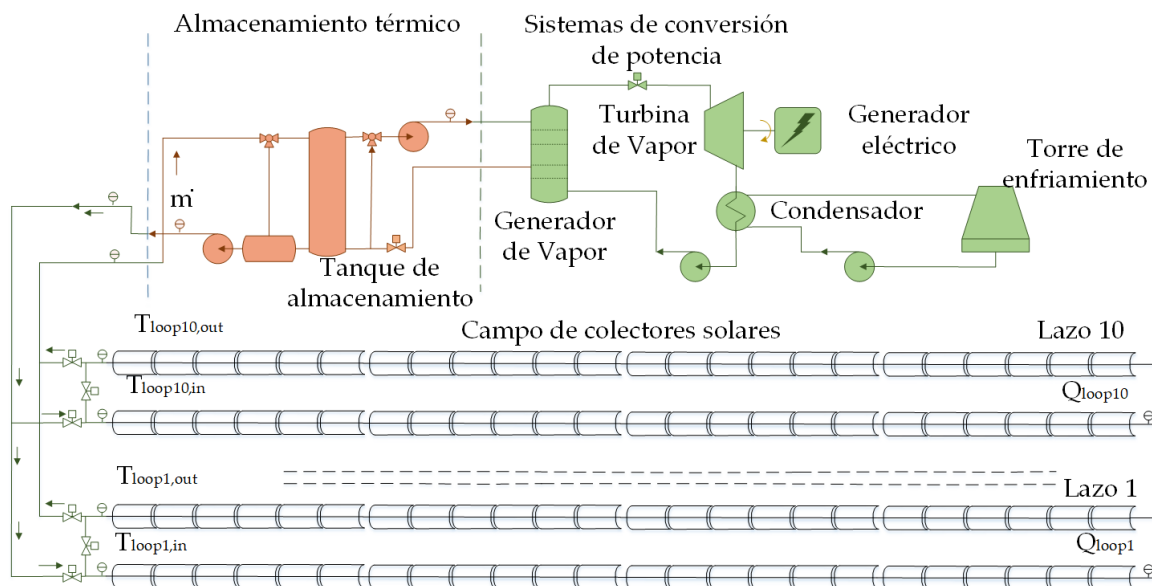 Almacenamiento térmico
Sistemas de conversión
de potencia
Turbina
de Vapor
Generador
eléctrico
Torre de
enfriamiento
ṁ
Condensador
Generador
de Vapor
Tanque de
almacenamiento
Tloop10,out
Campo de colectores solares
Lazo 10
Tloop10,in
Qloop10
Tloop1,out
Lazo 1
Tloop1,in
Qloop1